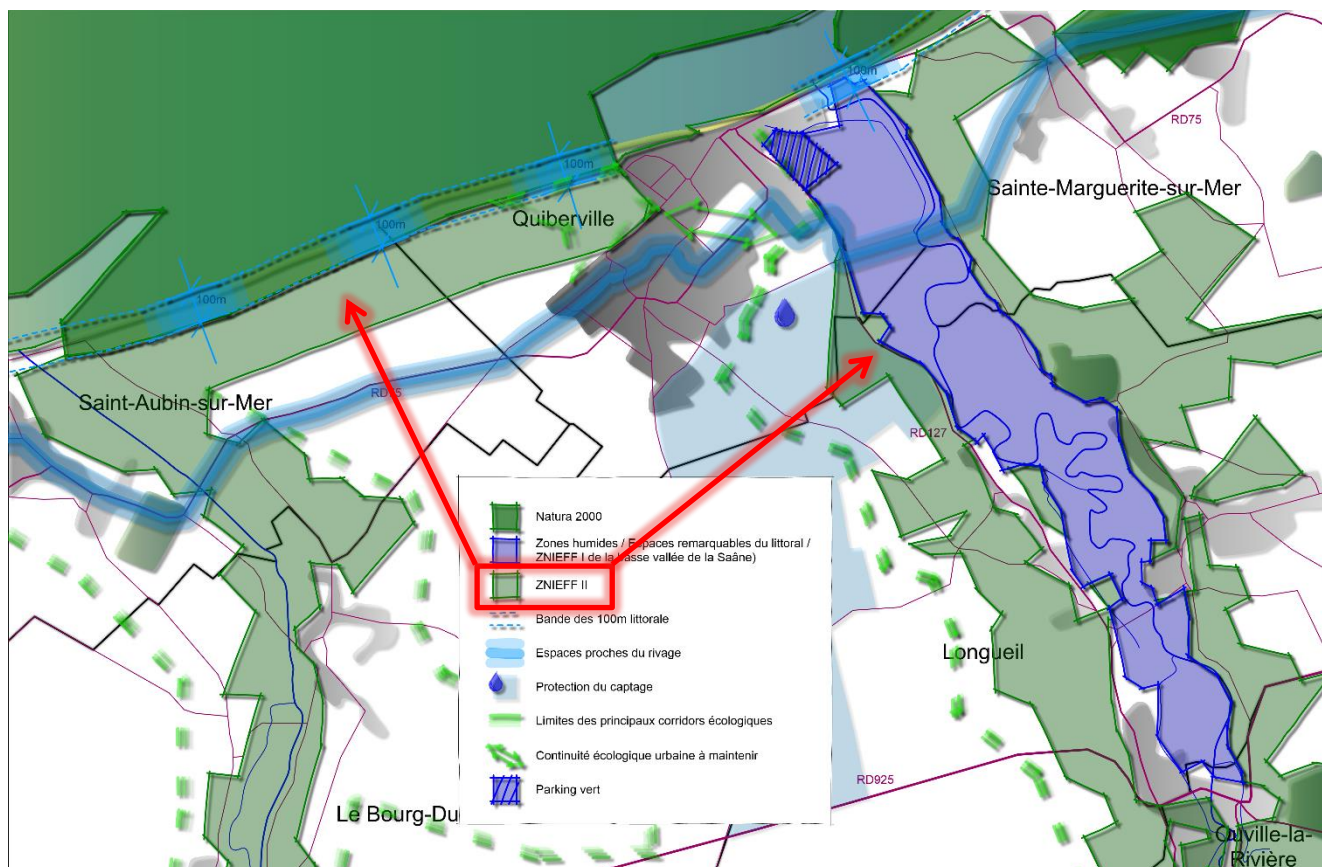 100m
RD75
Sainte-Marguerite-sur-Mer
100m
Quiberville
100m
100m
Saint-Aubin-sur-Mer
RD75
RD127
Natura 2000
Zones humides / Espaces remarquables du littoral /
ZNIEFF I de la basse vallée de la Saâne)
ZNIEFF II
Bande des 100m littorale
Espaces proches du rivage
Protection du captage
Limites des principaux corridors écologiques
Continuité écologique urbaine à maintenir
Parking vert
Longueil
RD925
Le Bourg-Du
Ouville-la-
Rivière